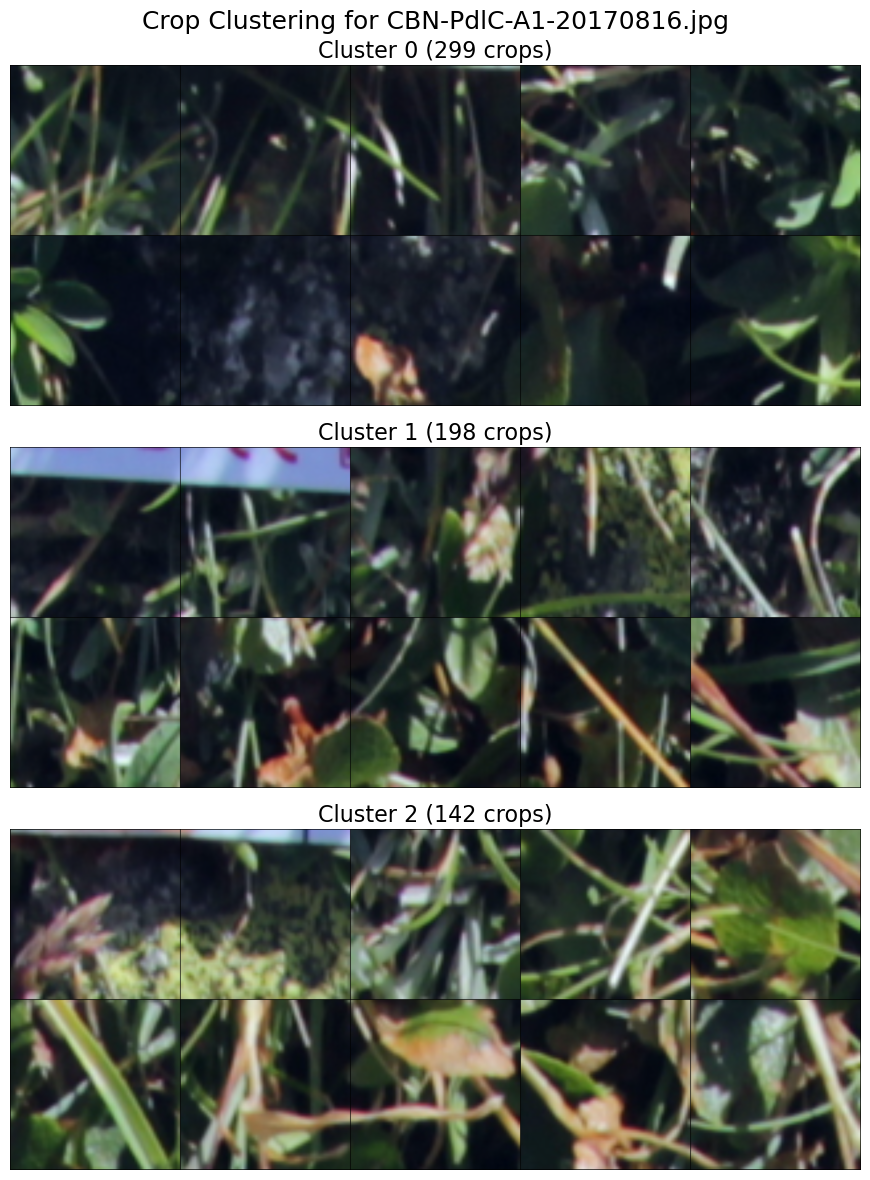 Crop Clustering for CBN-PdlC-A1-20170816.jpg
Cluster 0 (299 crops)
Cluster 1 (198 crops)
Cluster 2 (142 crops)